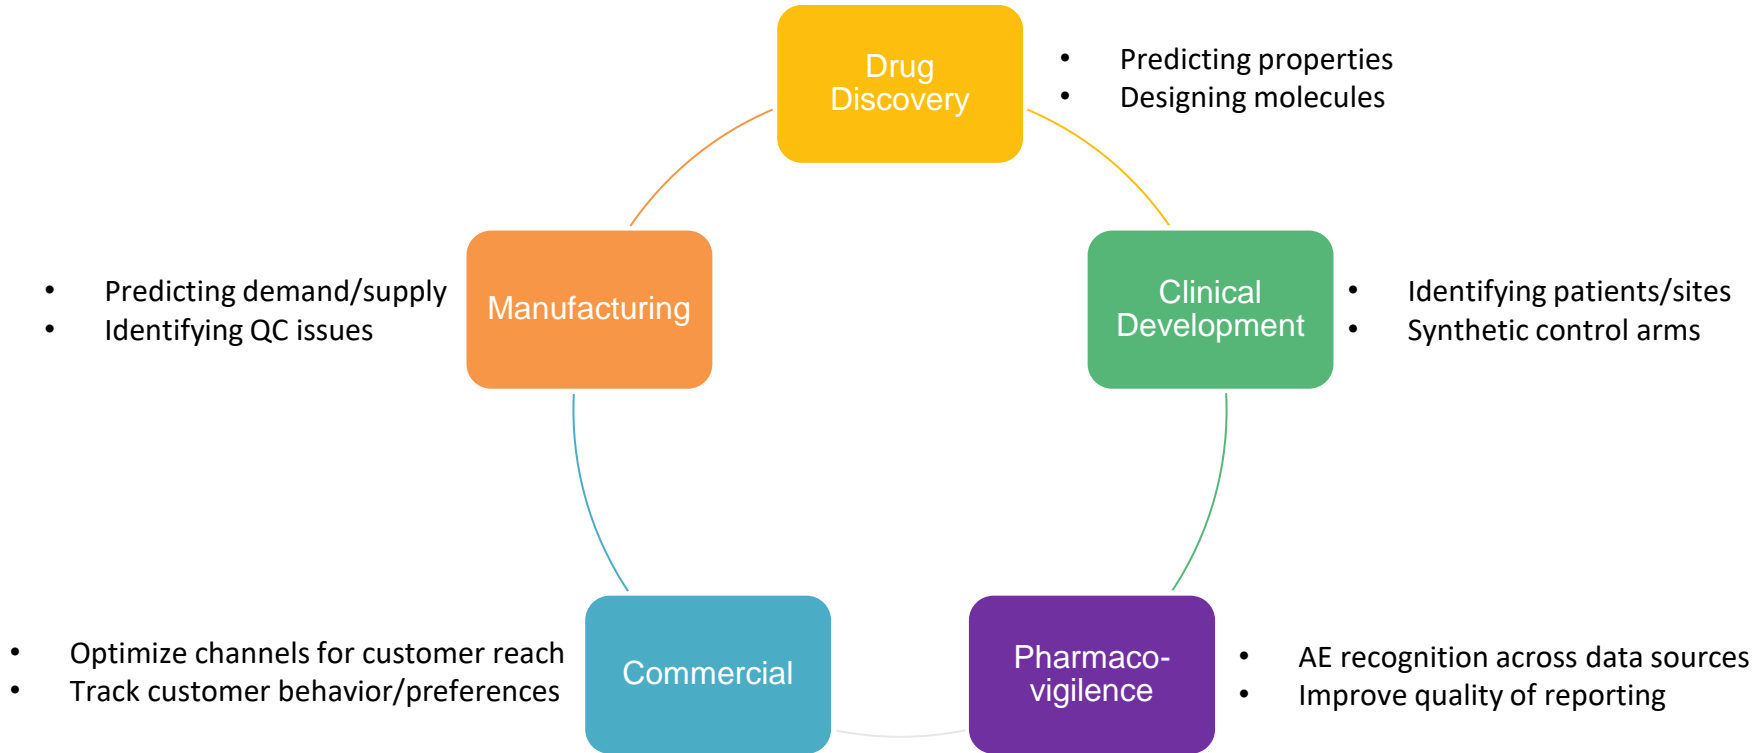 Drug
Discovery
• Predicting properties
• Designing molecules
Clinical
Development
• Identifying patients/sites
• Synthetic control arms
Pharmaco-
vigilence
• AE recognition across data sources
• Improve quality of reporting
Commercial
• Optimize channels for customer reach
• Track customer behavior/preferences
Manufacturing
• Predicting demand/supply
• Identifying QC issues